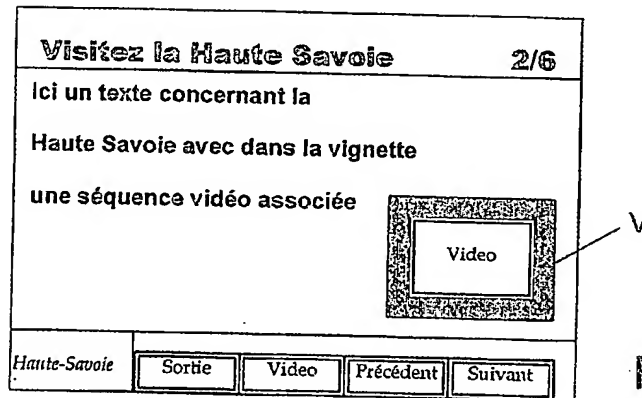 Visitez la Haute Savoie 2/6
Ici un texte concernant la
Haute Savoie avec dans la vignette
une séquence vidéo associée
Video
V
Haute-Savoie Sortie Video Précédent Suivant